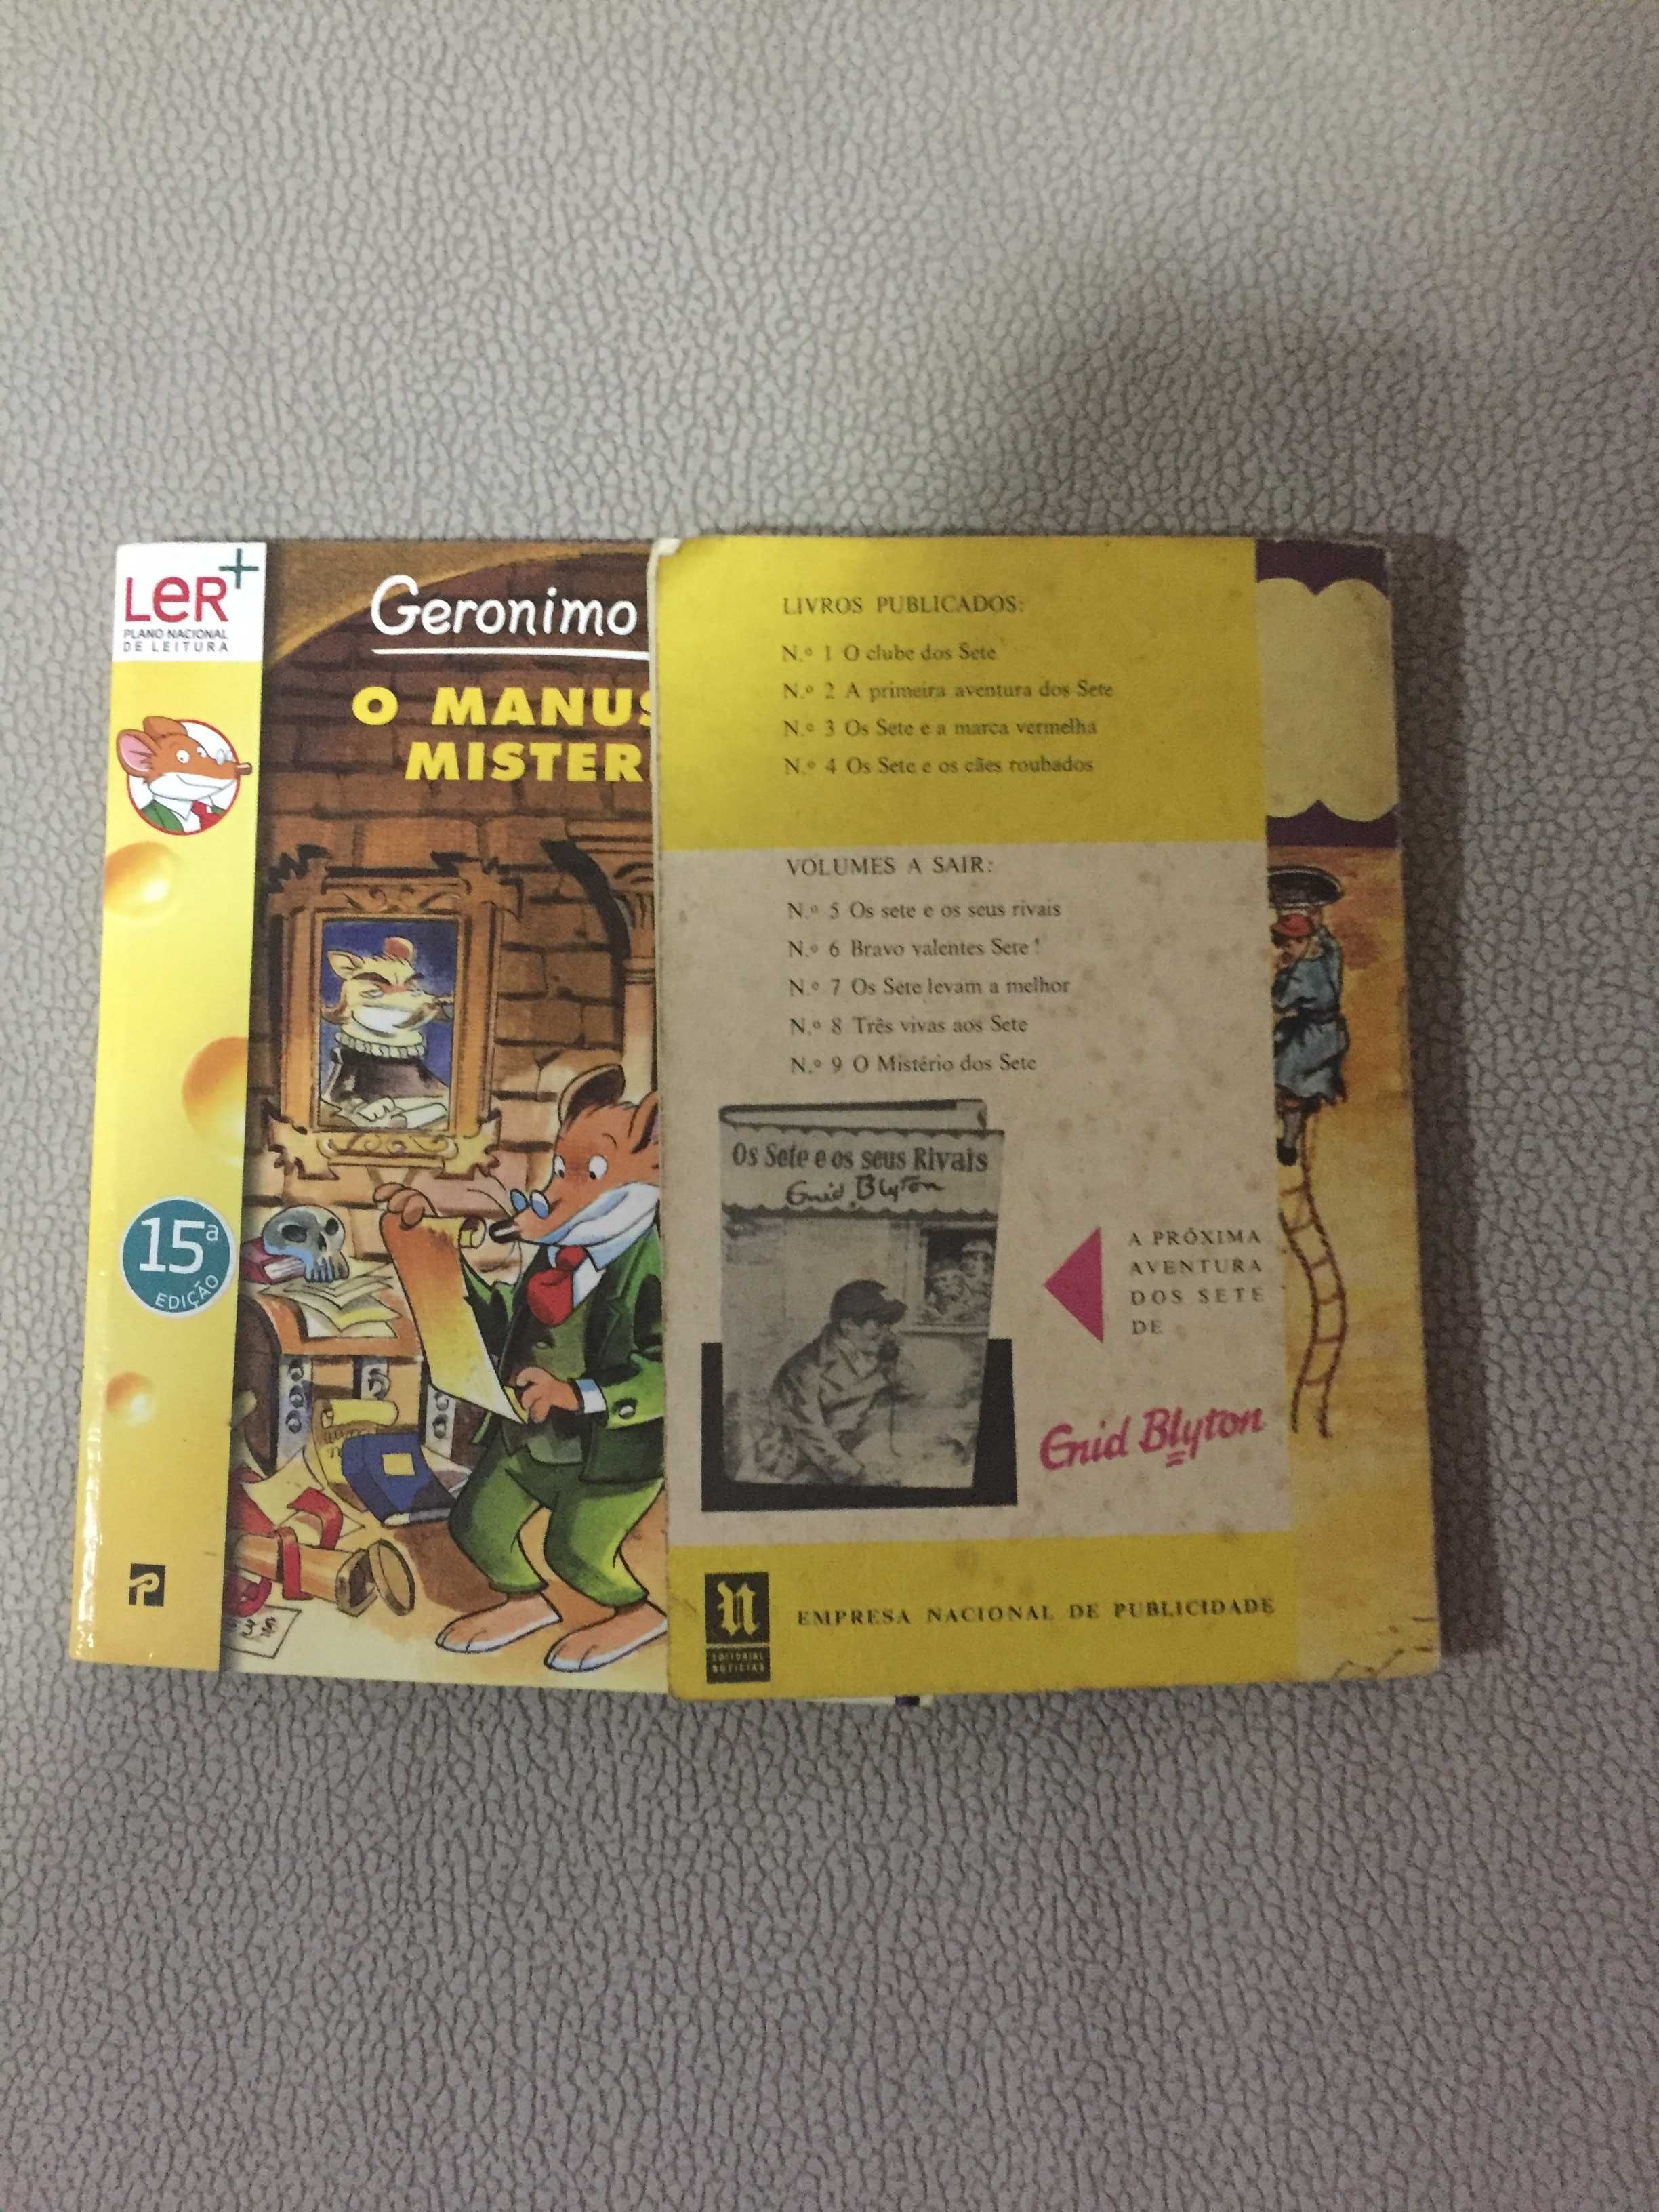 LeR+
PLANO NACIONAL
DE LEITURA
Geronimo
O MANUS
MISTER
15ª
EDIÇÃO
LIVROS PUBLICADOS:
N.º 1 O clube dos Sete
N.º 2 A primeira aventura dos Sete
N.º 3 Os Sete e a marca vermelha
N.º 4 Os Sete e os cães roubados
VOLUMES A SAIR:
N.º 5 Os sete e os seus rivais
N.º 6 Bravo valentes Sete!
N.º 7 Os Sete levam a melhor
N.º 8 Três vivas aos Sete
N.º 9 O Mistério dos Sete
Os Sete e os seus Rivais
Enid Blyton
A PRÓXIMA
AVENTURA
DOS SETE
DE
Enid Blyton
N
EDITORIAL
NOTÍCIAS
EMPRESA NACIONAL DE PUBLICIDADE